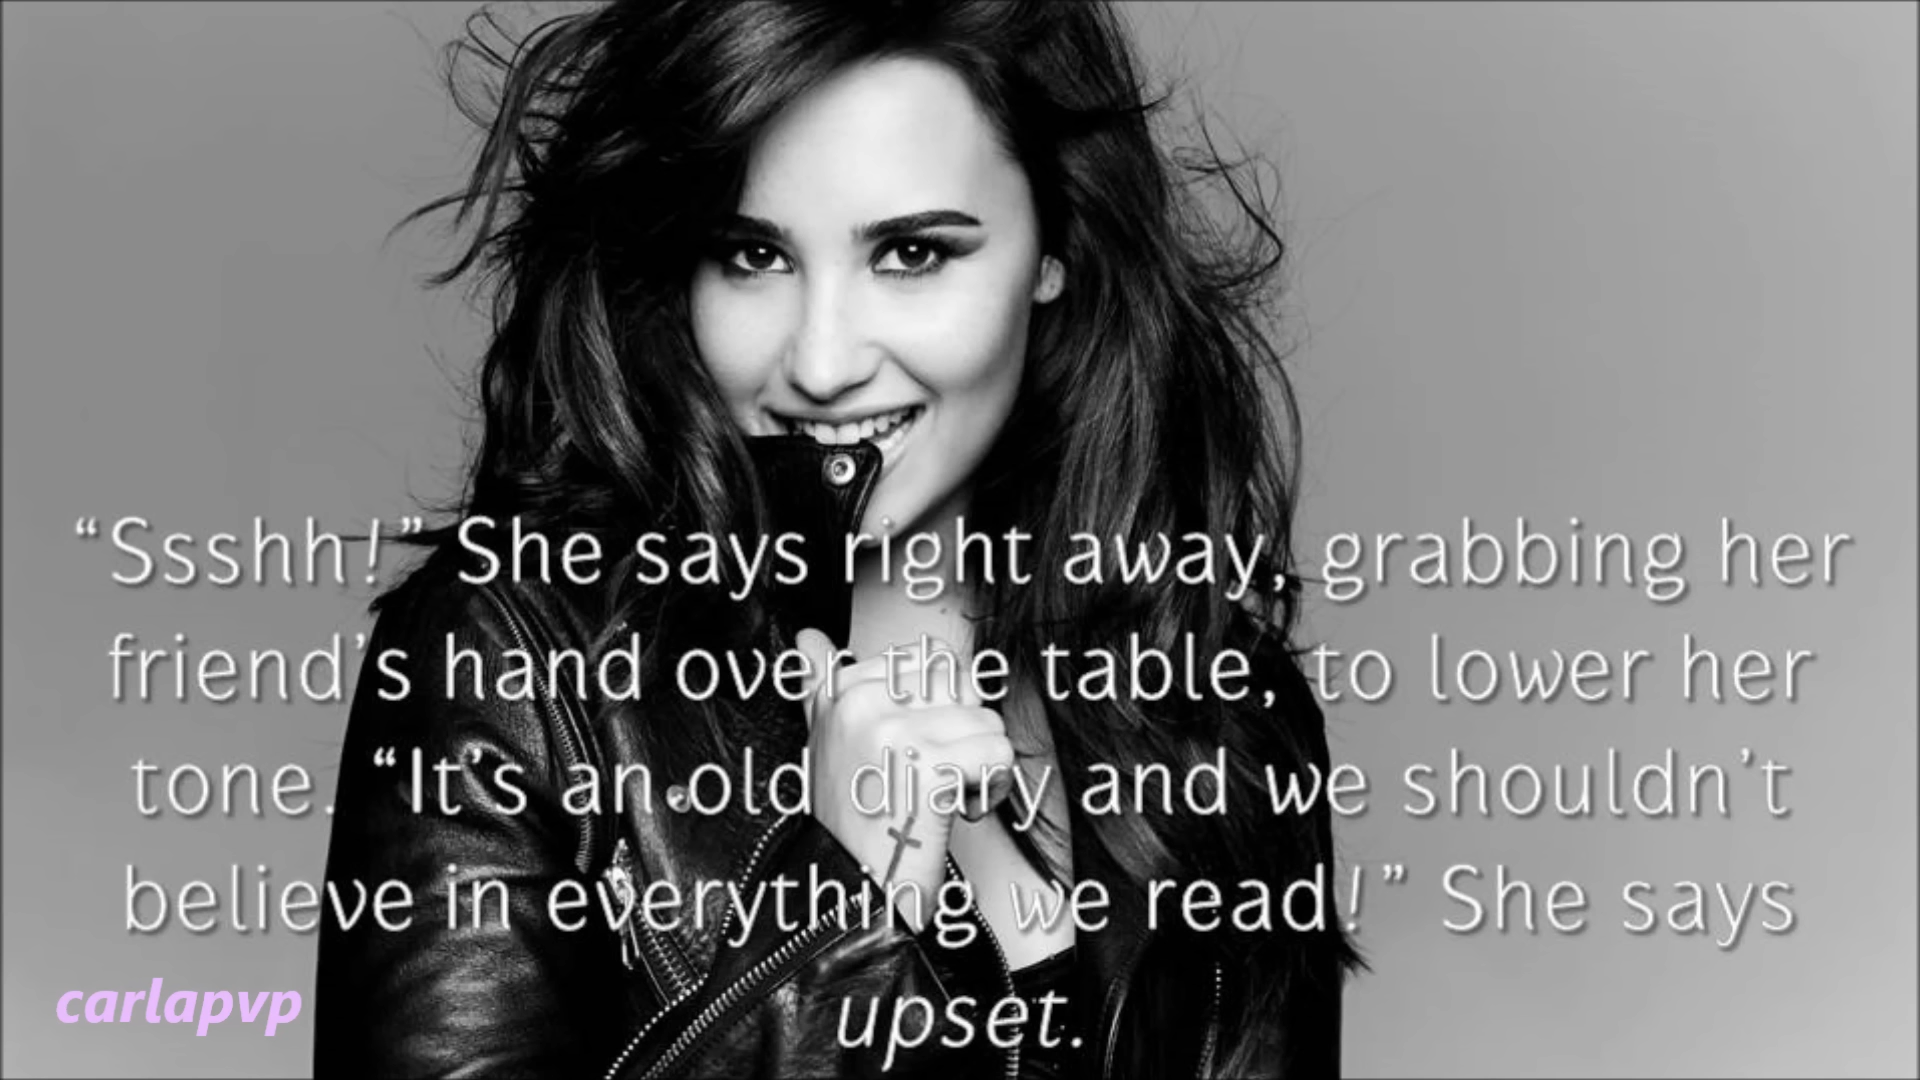 “Ssshh!” She says right away, grabbing her
friend’s hand over the table, to lower her
tone. “It’s an old diary and we shouldn’t
believe in everything we read!” She says
upset.
carlapvp